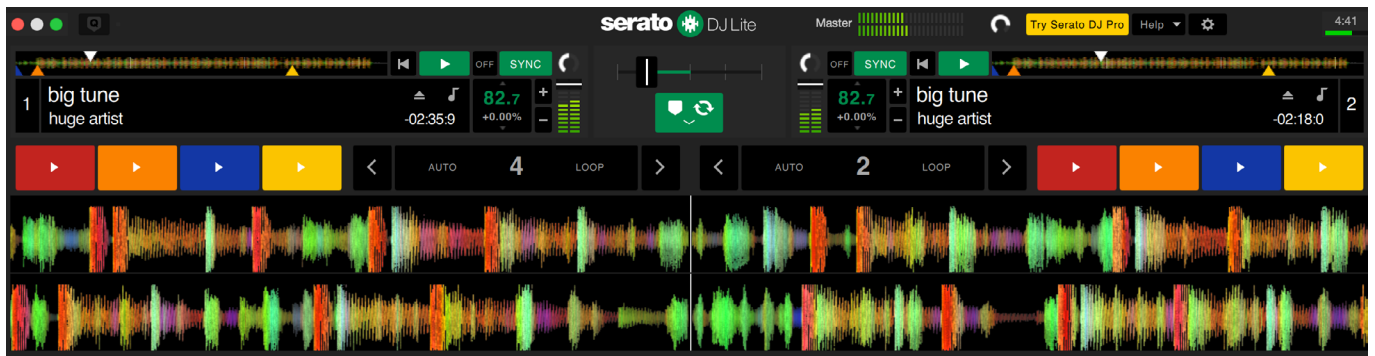 serato DJ Lite
Master
Try Serato DJ Pro
Help
4:41
OFF SYNC
1
big tune
huge artist
-02:35:9
82.7
+0.00%
+
−
OFF SYNC
82.7
+0.00%
+
−
big tune
huge artist
-02:18:0
2
AUTO 4 LOOP
AUTO 2 LOOP